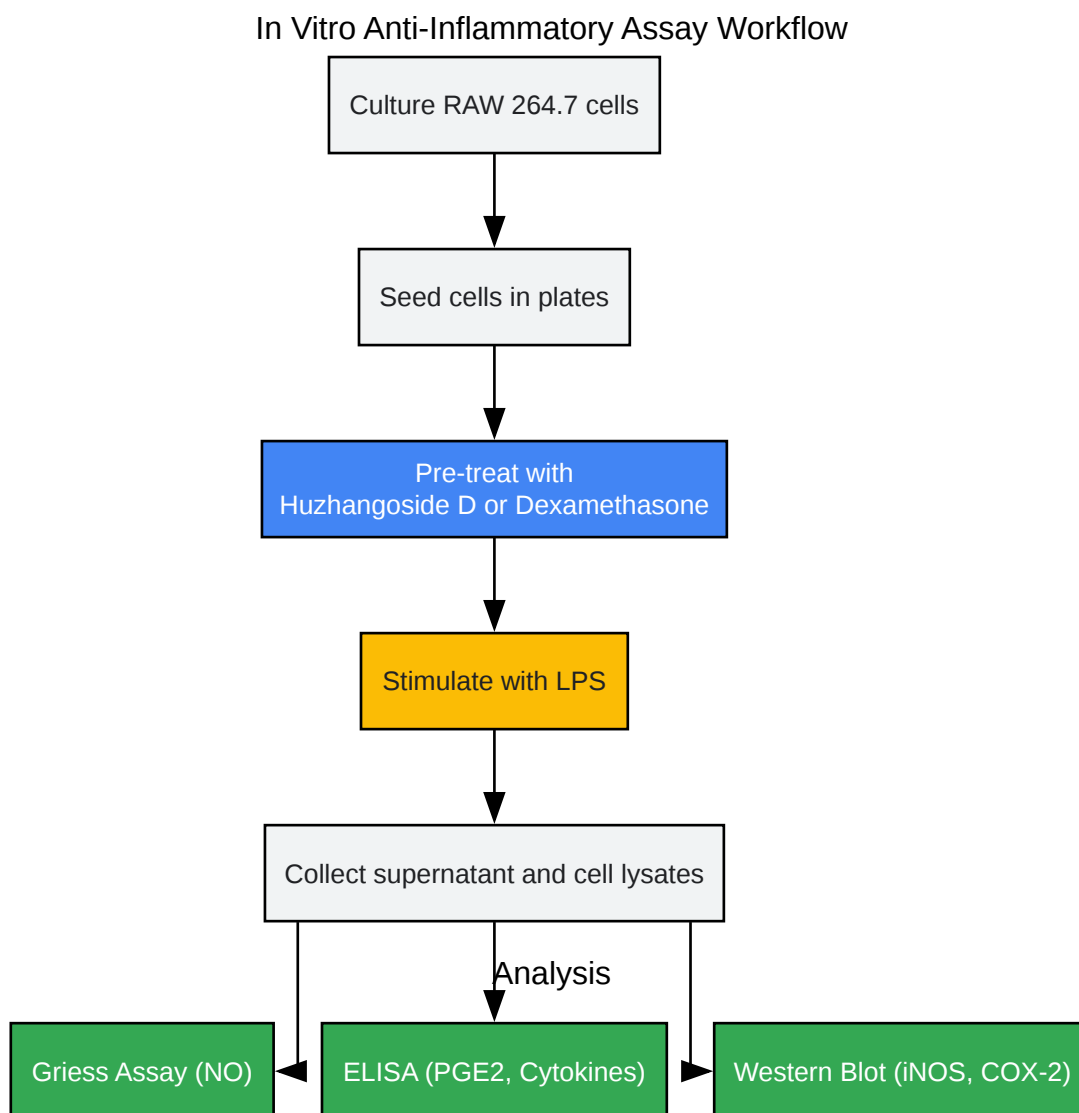 In Vitro Anti-Inflammatory Assay Workflow
Culture RAW 264.7 cells
Seed cells in plates
Pre-treat with
Huzhangoside D or Dexamethasone
Stimulate with LPS
Collect supernatant and cell lysates
Analysis
Griess Assay (NO)
ELISA (PGE2, Cytokines)
Western Blot (iNOS, COX-2)